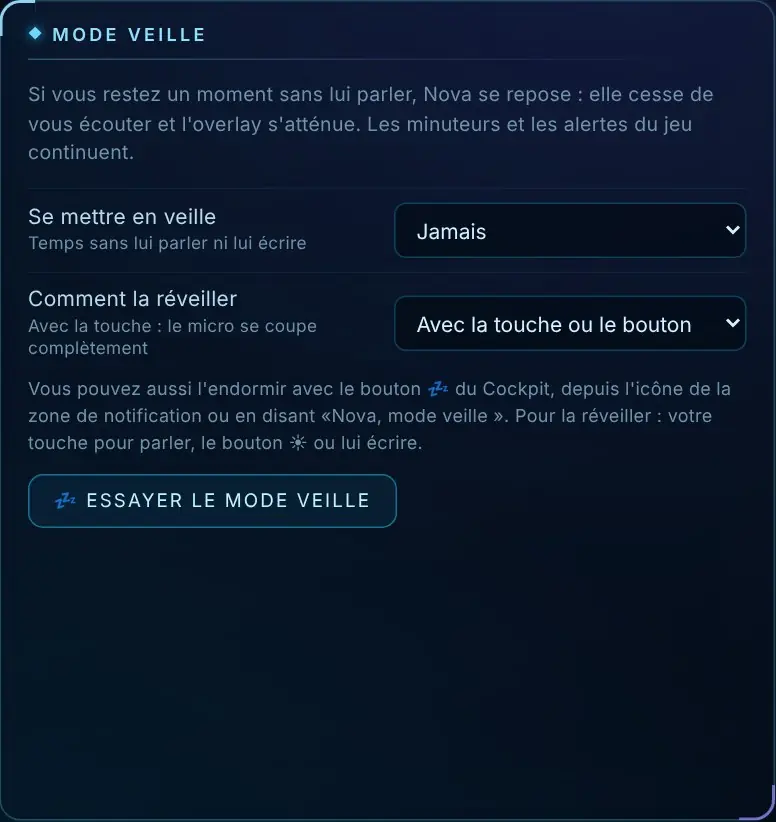 MODE VEILLE
Si vous restez un moment sans lui parler, Nova se repose : elle cesse de
vous écouter et l'overlay s'atténue. Les minuteurs et les alertes du jeu
continuent.
Se mettre en veille
Temps sans lui parler ni lui écrire
Jamais
Comment la réveiller
Avec la touche : le micro se coupe
complètement
Avec la touche ou le bouton
Vous pouvez aussi l'endormir avec le bouton 💤 du Cockpit, depuis l'icône de la
zone de notification ou en disant «Nova, mode veille ». Pour la réveiller : votre
touche pour parler, le bouton ☀ ou lui écrire.
💤 ESSAYER LE MODE VEILLE